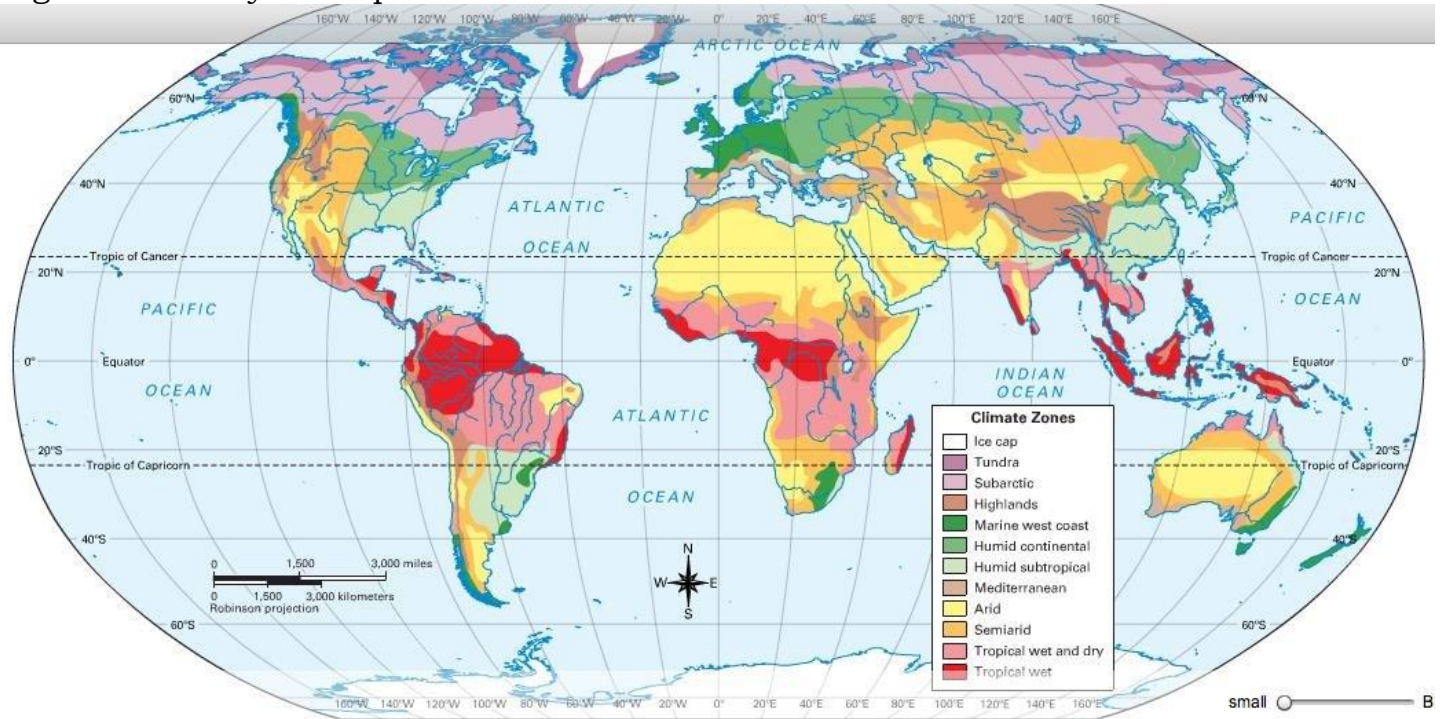 160°W 140°W 120°W 100°W 80°W 60°W 40°W 20°W 0° 20°E 40°E 60°E 80°E 100°E 120°E 140°E 160°E
ARCTIC OCEAN
60°N 60°N
40°N 40°N
ATLANTIC
OCEAN
PACIFIC
Tropic of Cancer Tropic of Cancer
20°N 20°N
PACIFIC
OCEAN
0° Equator Equator 0°
OCEAN
INDIAN
OCEAN
ATLANTIC
OCEAN
20°S 20°S
Tropic of Capricorn Tropic of Capricorn
40°S 40°S
Climate Zones
Ice cap
Tundra
Subarctic
Highlands
Marine west coast
Humid continental
Humid subtropical
Mediterranean
Arid
Semiarid
Tropical wet and dry
Tropical wet
0 1,500 3,000 miles
0 1,500 3,000 kilometers
Robinson projection
N
W E
S
60°S 60°S
160°W 140°W 120°W 100°W 80°W 60°W 40°W 20°W 0° 20°E 40°E 60°E 80°E 100°E 120°E 140°E 160°E
small B